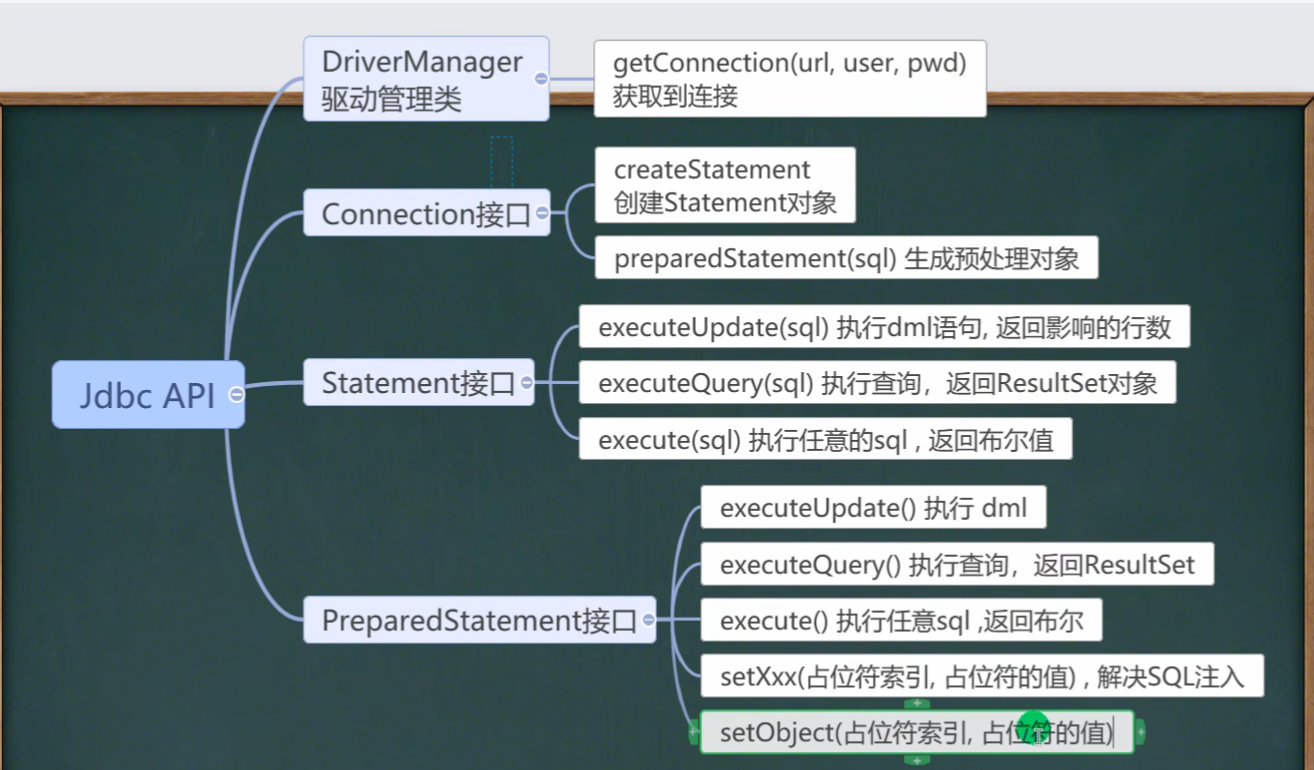 DriverManager
驱动管理类
getConnection(url, user, pwd)
获取到连接
Connection接口
createStatement
创建Statement对象
preparedStatement(sql) 生成预处理对象
Jdbc API
Statement接口
executeUpdate(sql) 执行dml语句, 返回影响的行数
executeQuery(sql) 执行查询，返回ResultSet对象
execute(sql) 执行任意的sql , 返回布尔值
PreparedStatement接口
executeUpdate() 执行 dml
executeQuery() 执行查询，返回ResultSet
execute() 执行任意sql ,返回布尔
setXxx(占位符索引, 占位符的值) , 解决SQL注入
setObject(占位符索引, 占位符的值)